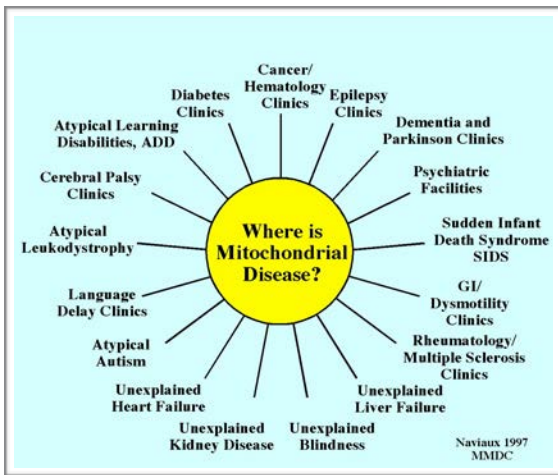 Cancer/
Hematology
Clinics
Epilepsy
Clinics
Dementia and
Parkinson Clinics
Psychiatric
Facilities
Sudden Infant
Death Syndrome
SIDS
GI/
Dysmotility
Clinics
Rheumatology/
Multiple Sclerosis
Clinics
Unexplained
Liver Failure
Unexplained
Blindness
Unexplained
Kidney Disease
Unexplained
Heart Failure
Atypical
Autism
Language
Delay Clinics
Atypical
Leukodystrophy
Cerebral Palsy
Clinics
Atypical Learning
Disabilities, ADD
Diabetes
Clinics
Where is
Mitochondrial
Disease?
Naviaux 1997
MMDC